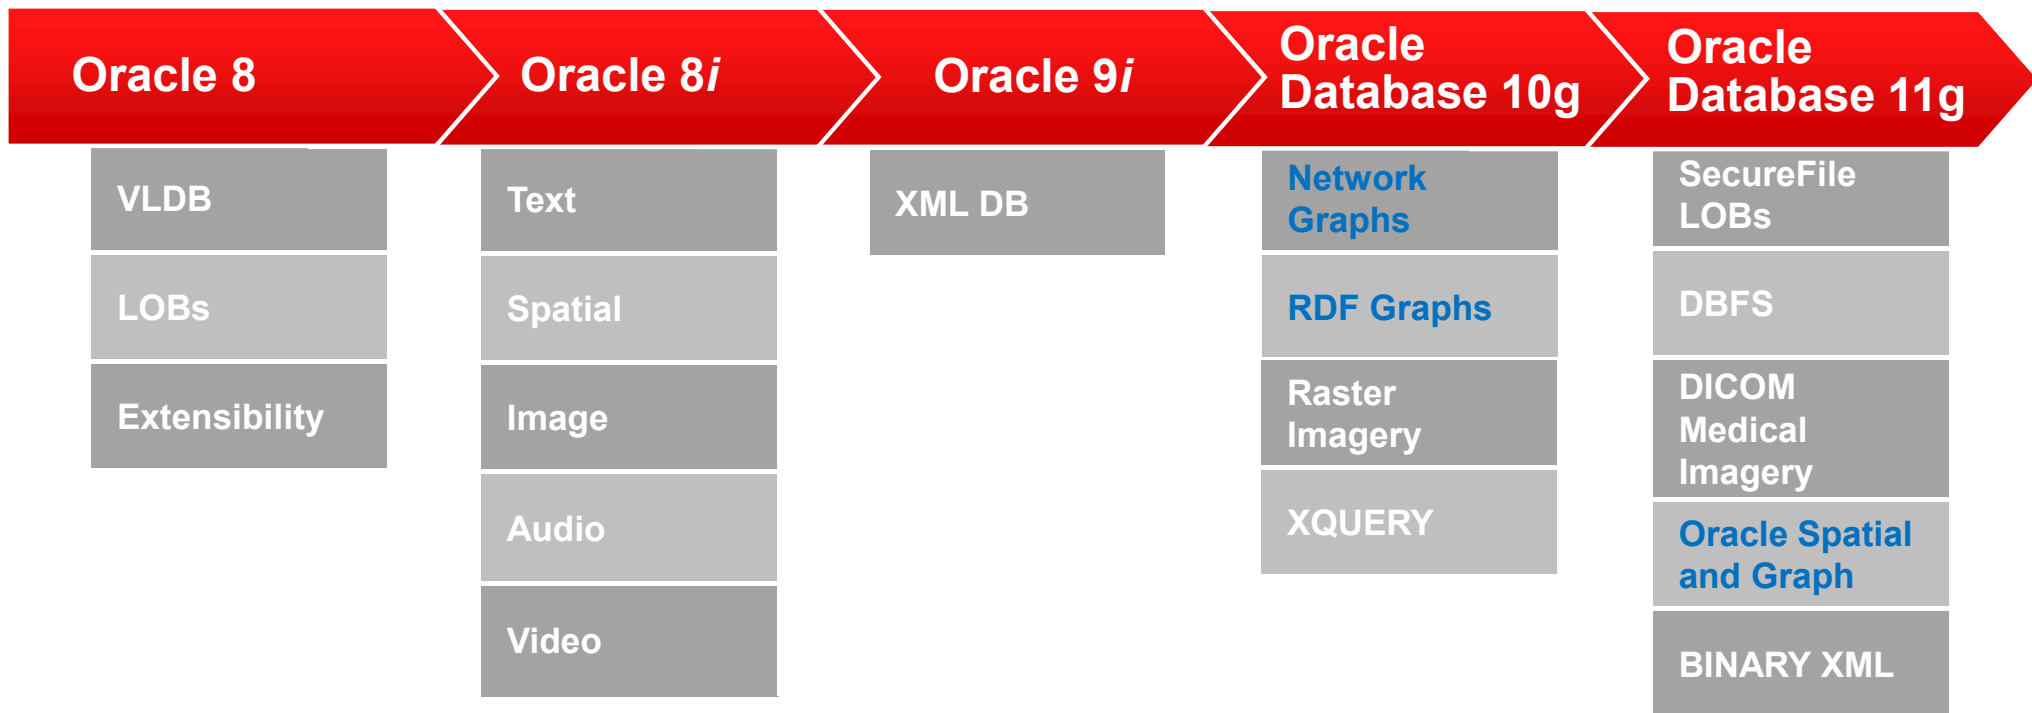 Oracle 8
Oracle 8i
Oracle 9i
Oracle
Database 10g
Oracle
Database 11g
VLDB
LOBs
Extensibility
Text
Spatial
Image
Audio
Video
XML DB
Network
Graphs
RDF Graphs
Raster
Imagery
XQUERY
SecureFile
LOBs
DBFS
DICOM
Medical
Imagery
Oracle Spatial
and Graph
BINARY XML